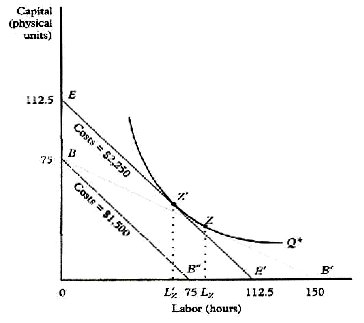 Capital
(physical
units)
112.5
E
Costs = $2,250
75
B
Costs = $1,500
Z'
Z
Q*
B"
E'
B'
0
L'Z
75
LZ
112.5
150
Labor (hours)